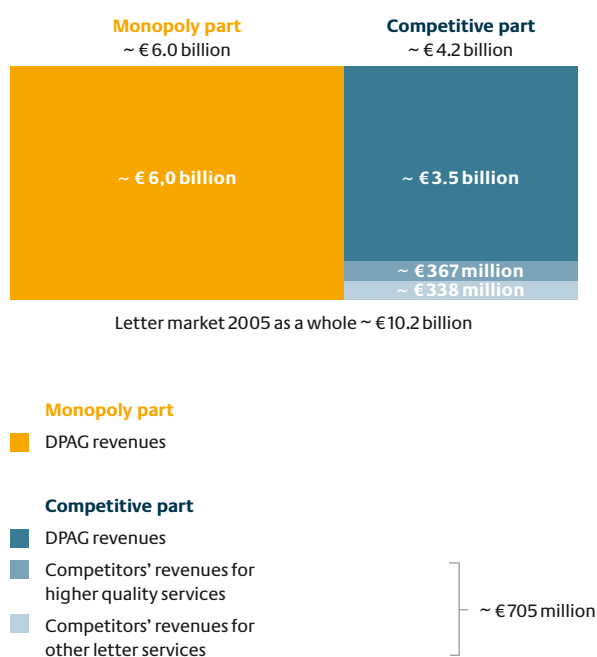 Monopoly part
~ € 6.0 billion
Competitive part
~ € 4.2 billion
~ € 6,0 billion
~ € 3.5 billion
~ € 367 million
~ € 338 million
Letter market 2005 as a whole ~ € 10.2 billion
Monopoly part
DPAG revenues
Competitive part
DPAG revenues
Competitors' revenues for
higher quality services
Competitors' revenues for
other letter services
~ € 705 million